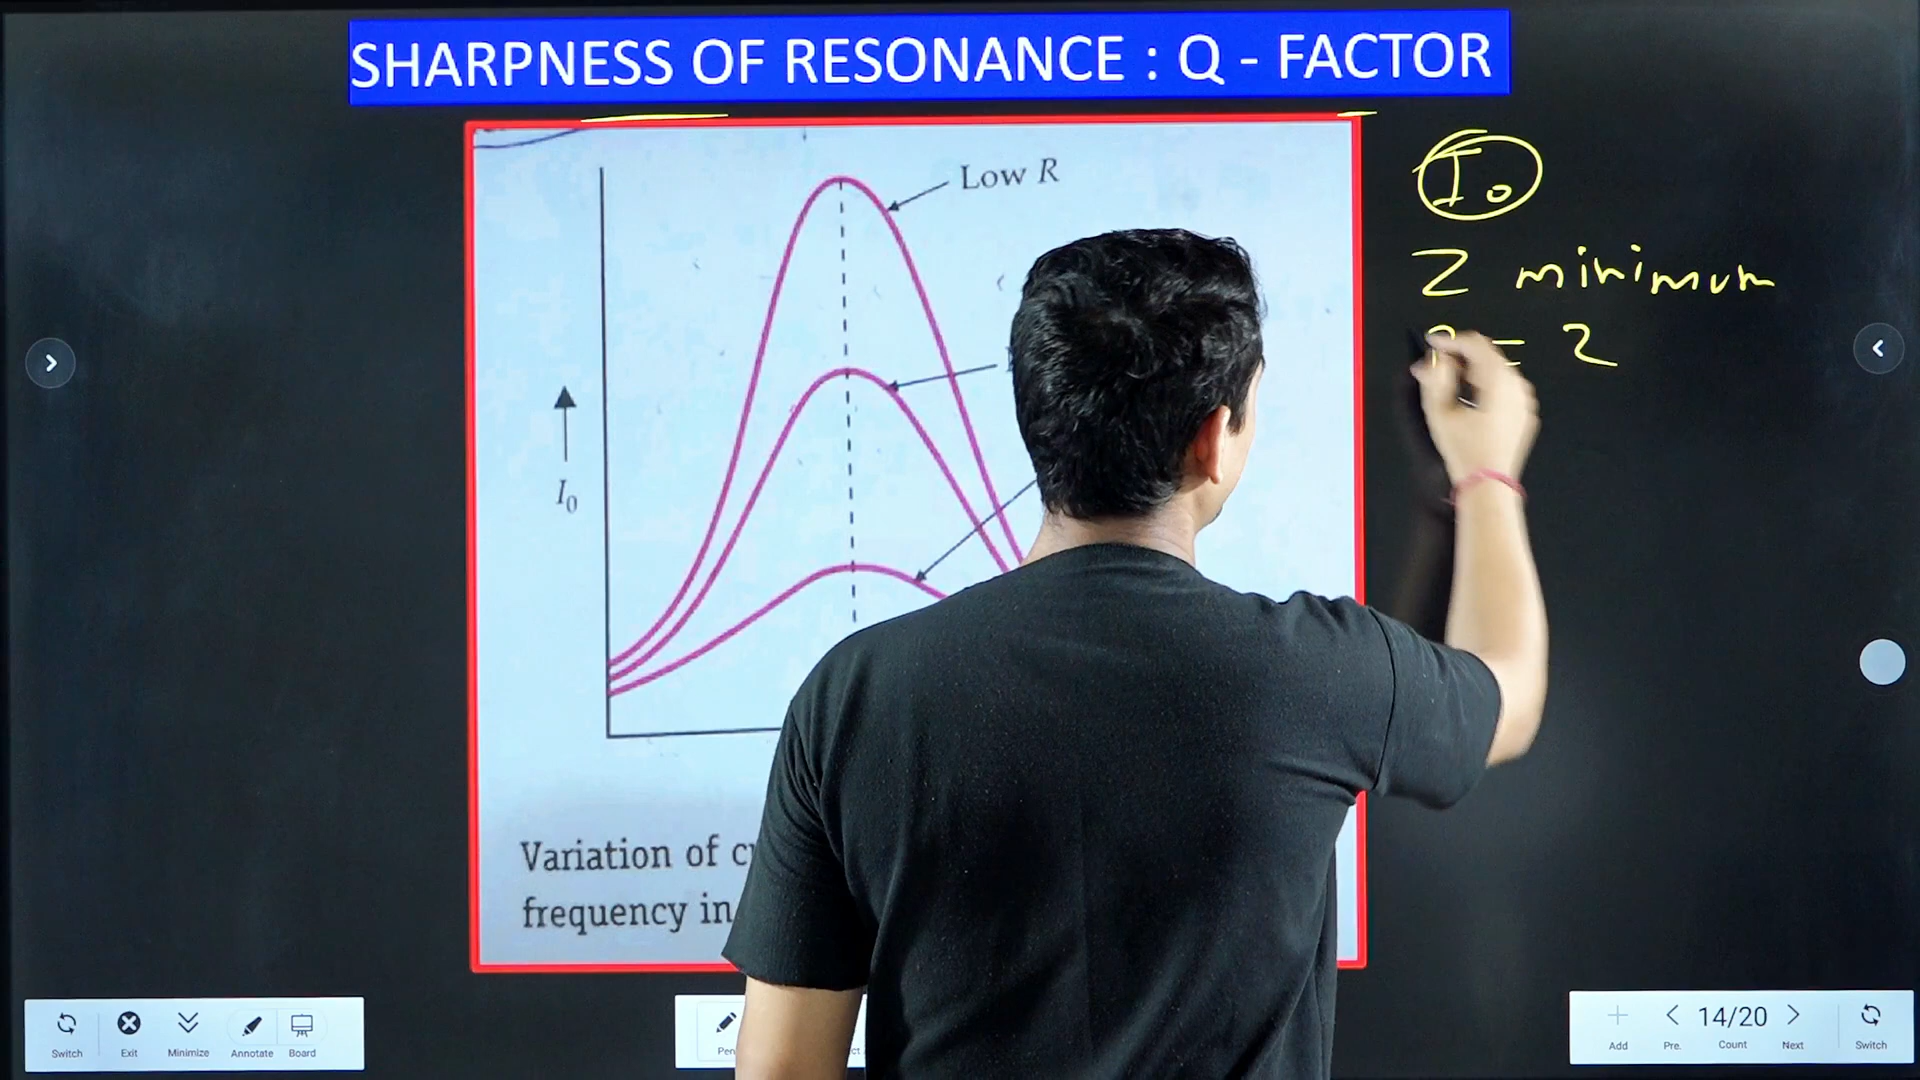 SHARPNESS OF RESONANCE : Q - FACTOR
I₀
Low R
Z minimum
= Z
I₀
Variation of
frequency in
Switch
Exit
Minimize
Annotate
Board
Pen
Add
Pre.
14/20
Count
Next
Switch